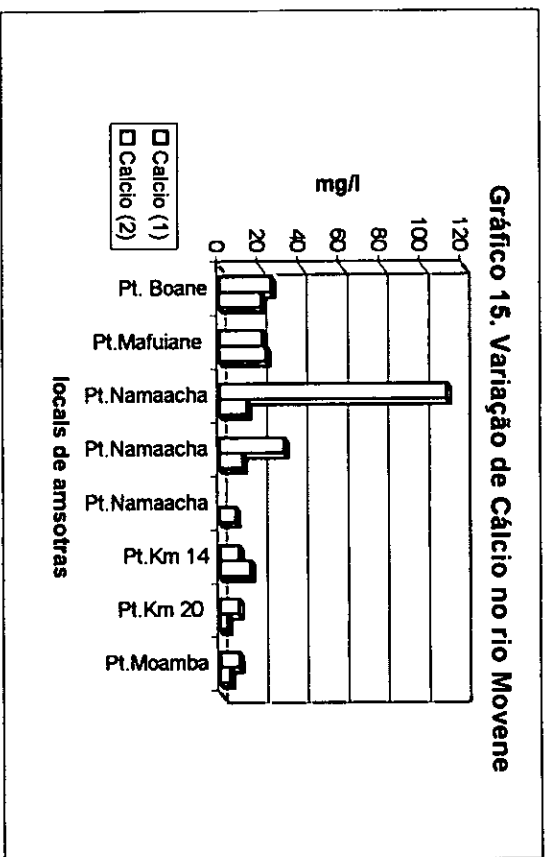 Gráfico 15. Variação de Cálcio no rio Movene
mg/l
120
100
80
60
40
20
0
Pt. Boane
Pt.Mafuiane
Pt.Namaacha
Pt.Namaacha
Pt.Namaacha
Pt.Km 14
Pt.Km 20
Pt.Moamba
locais de amsotras
Calcio (1)
Calcio (2)